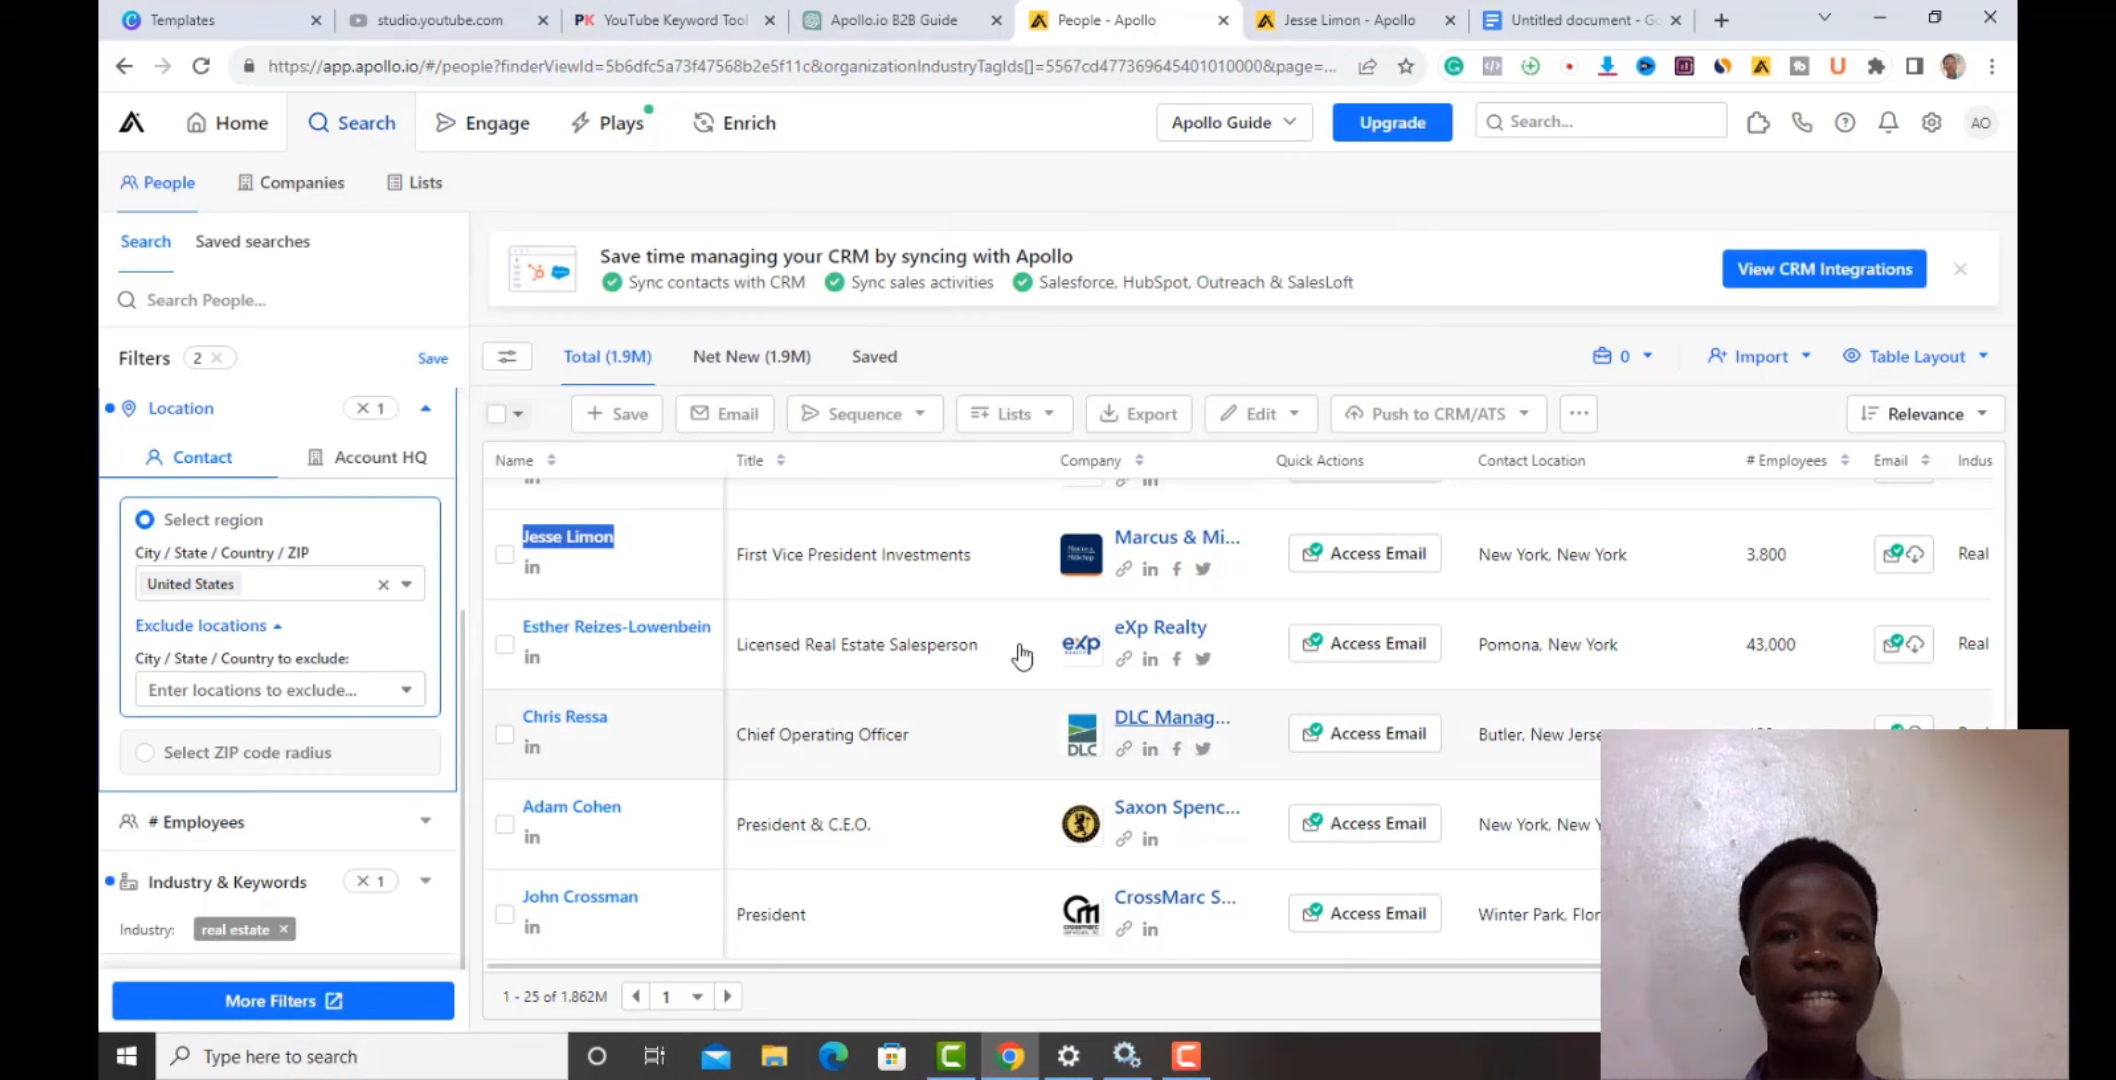 Templates
studio.youtube.com
PK YouTube Keyword Tool
Apollo.io B2B Guide
People - Apollo
Jesse Limon - Apollo
Untitled document - Go
https://app.apollo.io/#/people?finderViewId=5b6dfc5a73f47568b2e5f11c&organizationIndustryTagIds[]=5567cd477369645401010000&page=...
Home
Search
Engage
Plays
Enrich
Apollo Guide
Upgrade
Search...
AO
People
Companies
Lists
Search
Saved searches
Search People...
Filters 2
Save
Location
1
Contact
Account HQ
Select region
City / State / Country / ZIP
United States
Exclude locations
City / State / Country to exclude:
Enter locations to exclude...
Select ZIP code radius
# Employees
Industry & Keywords
1
Industry: real estate
More Filters
Save time managing your CRM by syncing with Apollo
Sync contacts with CRM
Sync sales activities
Salesforce, HubSpot, Outreach & SalesLoft
View CRM Integrations
Total (1.9M)
Net New (1.9M)
Saved
0
Import
Table Layout
Save
Email
Sequence
Lists
Export
Edit
Push to CRM/ATS
Relevance
Name
Title
Company
Quick Actions
Contact Location
# Employees
Email
Indus
Jesse Limon
First Vice President Investments
Marcus & Mi...
Access Email
New York, New York
3,800
Real
Esther Reizes-Lowenbein
Licensed Real Estate Salesperson
eXp
eXp Realty
Access Email
Pomona, New York
43,000
Real
Chris Ressa
Chief Operating Officer
DLC
DLC Manag...
Access Email
Butler, New Jerse
Adam Cohen
President & C.E.O.
Saxon Spenc...
Access Email
New York, New Y
John Crossman
President
CrossMarc S...
Access Email
Winter Park, Flor
1 - 25 of 1.862M
1
Type here to search